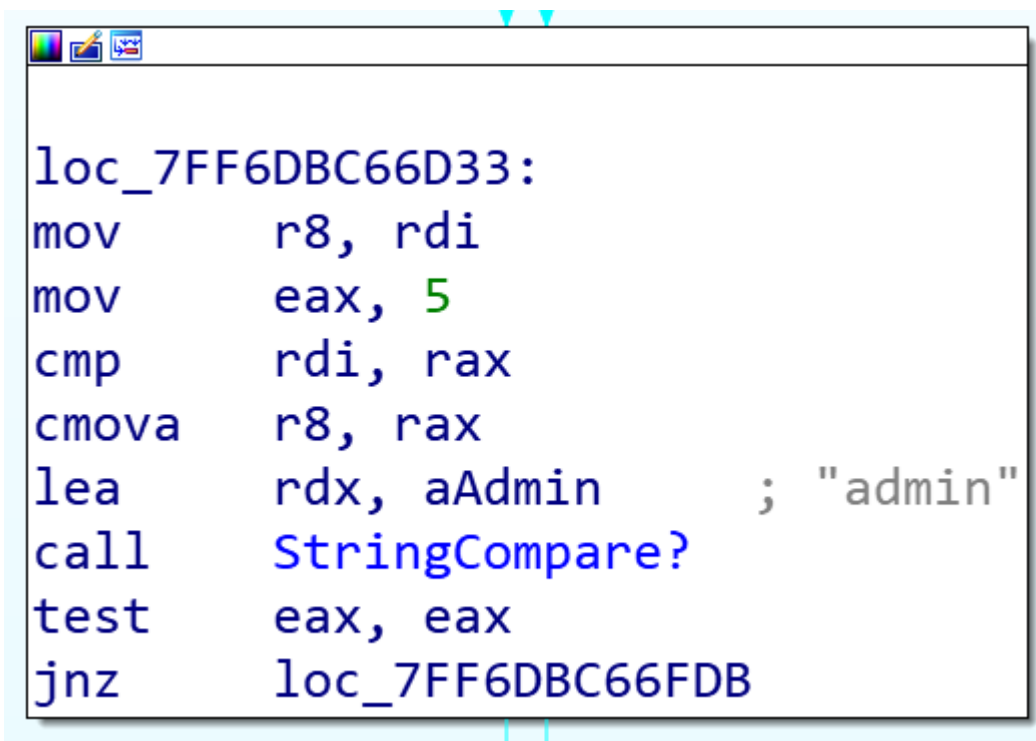 loc_7FF6DBC66D33:
mov r8, rdi
mov eax, 5
cmp rdi, rax
cmova r8, rax
lea rdx, aAdmin ; "admin"
call StringCompare?
test eax, eax
jnz loc_7FF6DBC66FDB